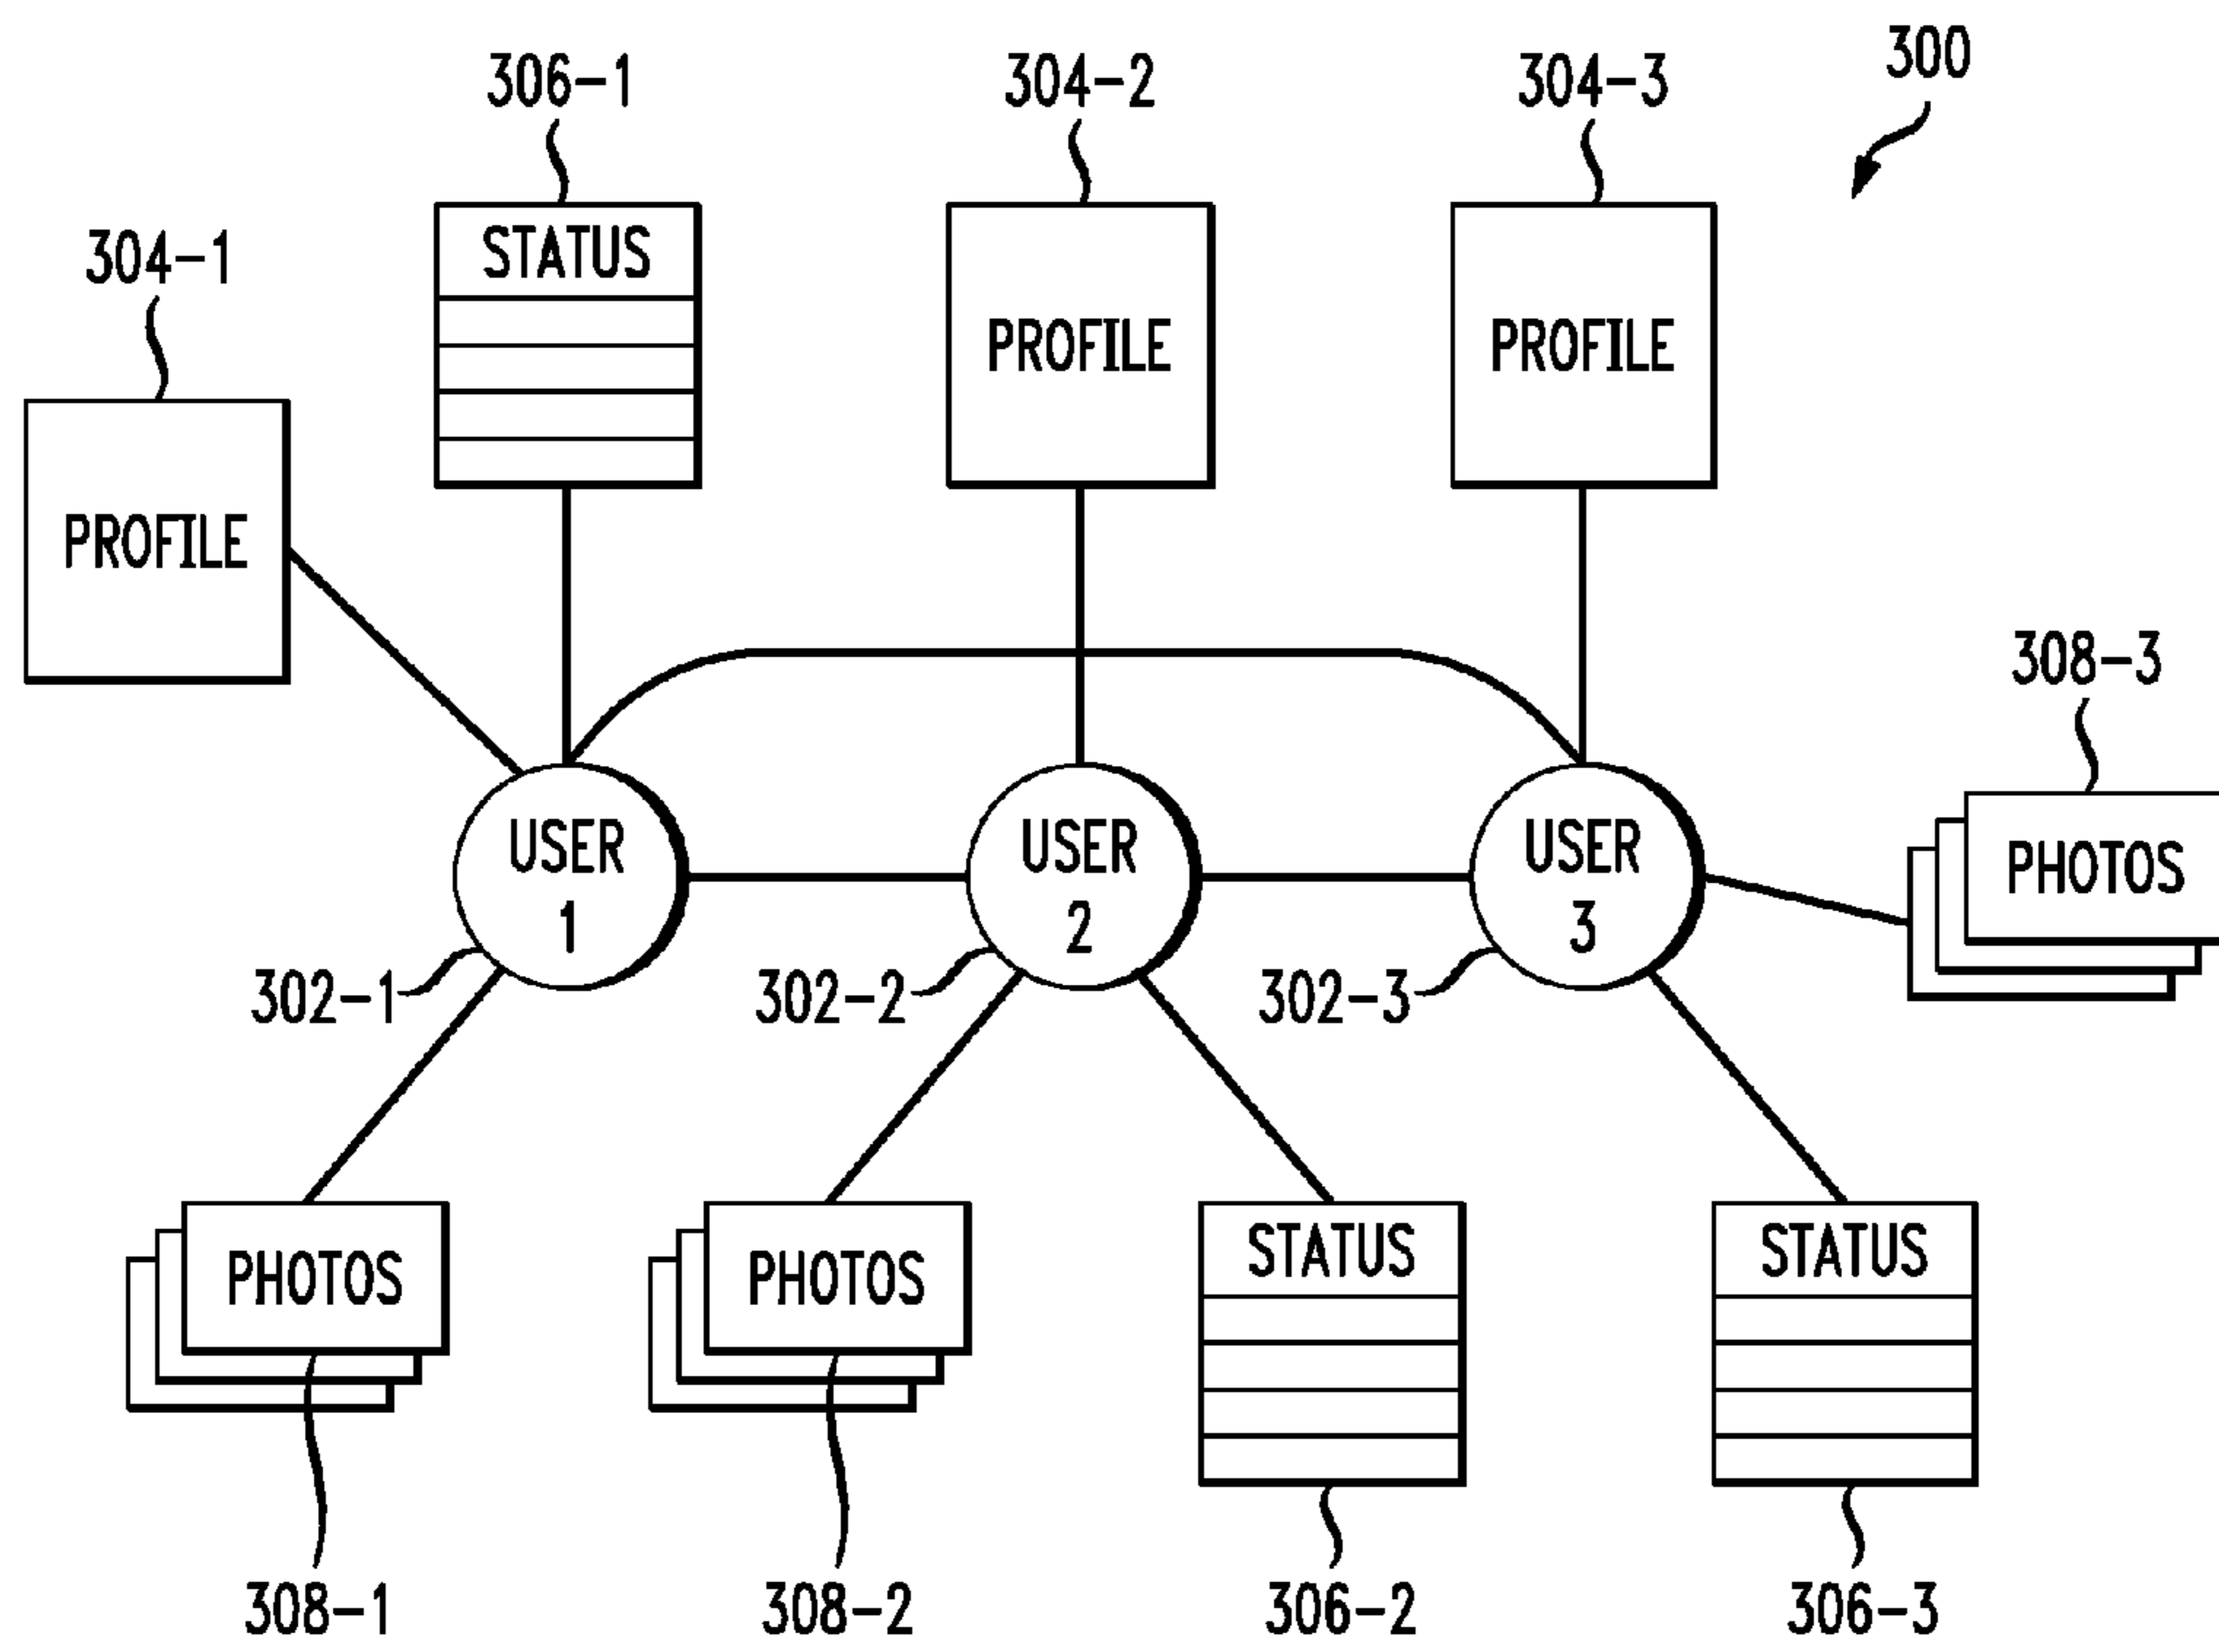 300
306-1
304-2
304-3
304-1
STATUS
PROFILE
PROFILE
PROFILE
308-3
USER
1
USER
2
USER
3
PHOTOS
302-1
302-2
302-3
PHOTOS
PHOTOS
STATUS
STATUS
308-1
308-2
306-2
306-3